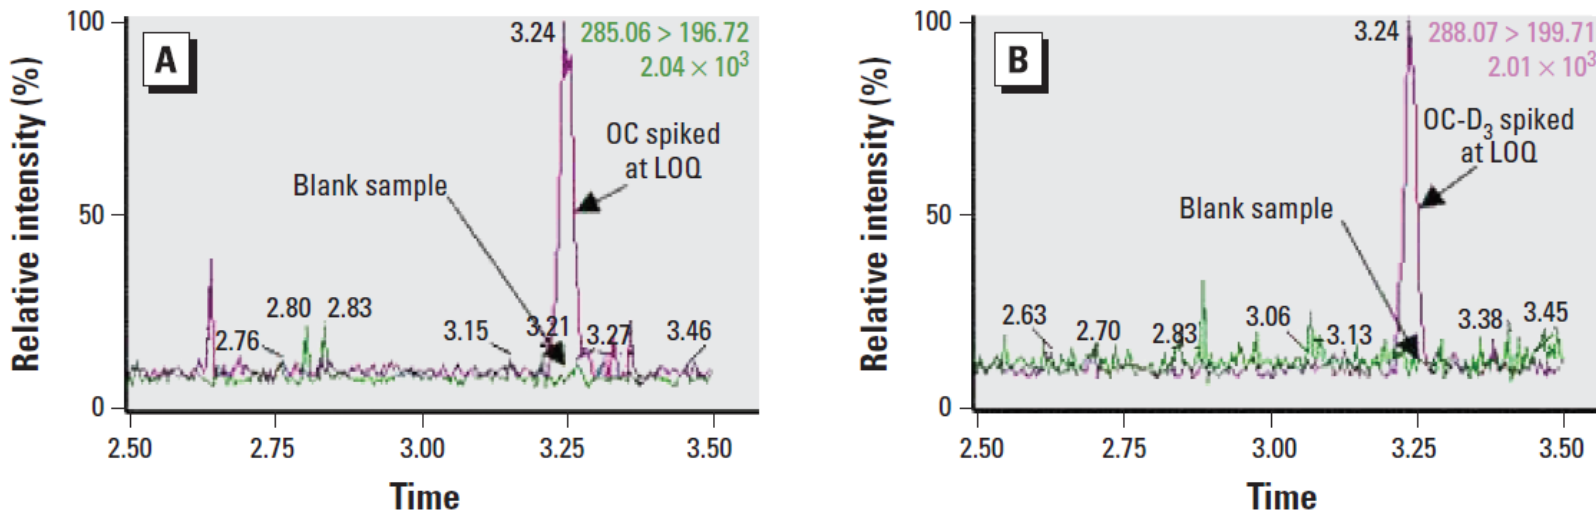 Relative intensity (%)
100
50
0
A
3.24
285.06 > 196.72
2.04 × 10³
OC spiked
at LOQ
Blank sample
2.76
2.80
2.83
3.15
3.21
3.27
3.46
2.50
2.75
3.00
3.25
3.50
Time
Relative intensity (%)
100
50
0
B
3.24
288.07 > 199.71
2.01 × 10³
OC-D₃ spiked
at LOQ
Blank sample
2.63
2.70
2.83
3.06
3.13
3.38
3.45
2.50
2.75
3.00
3.25
3.50
Time